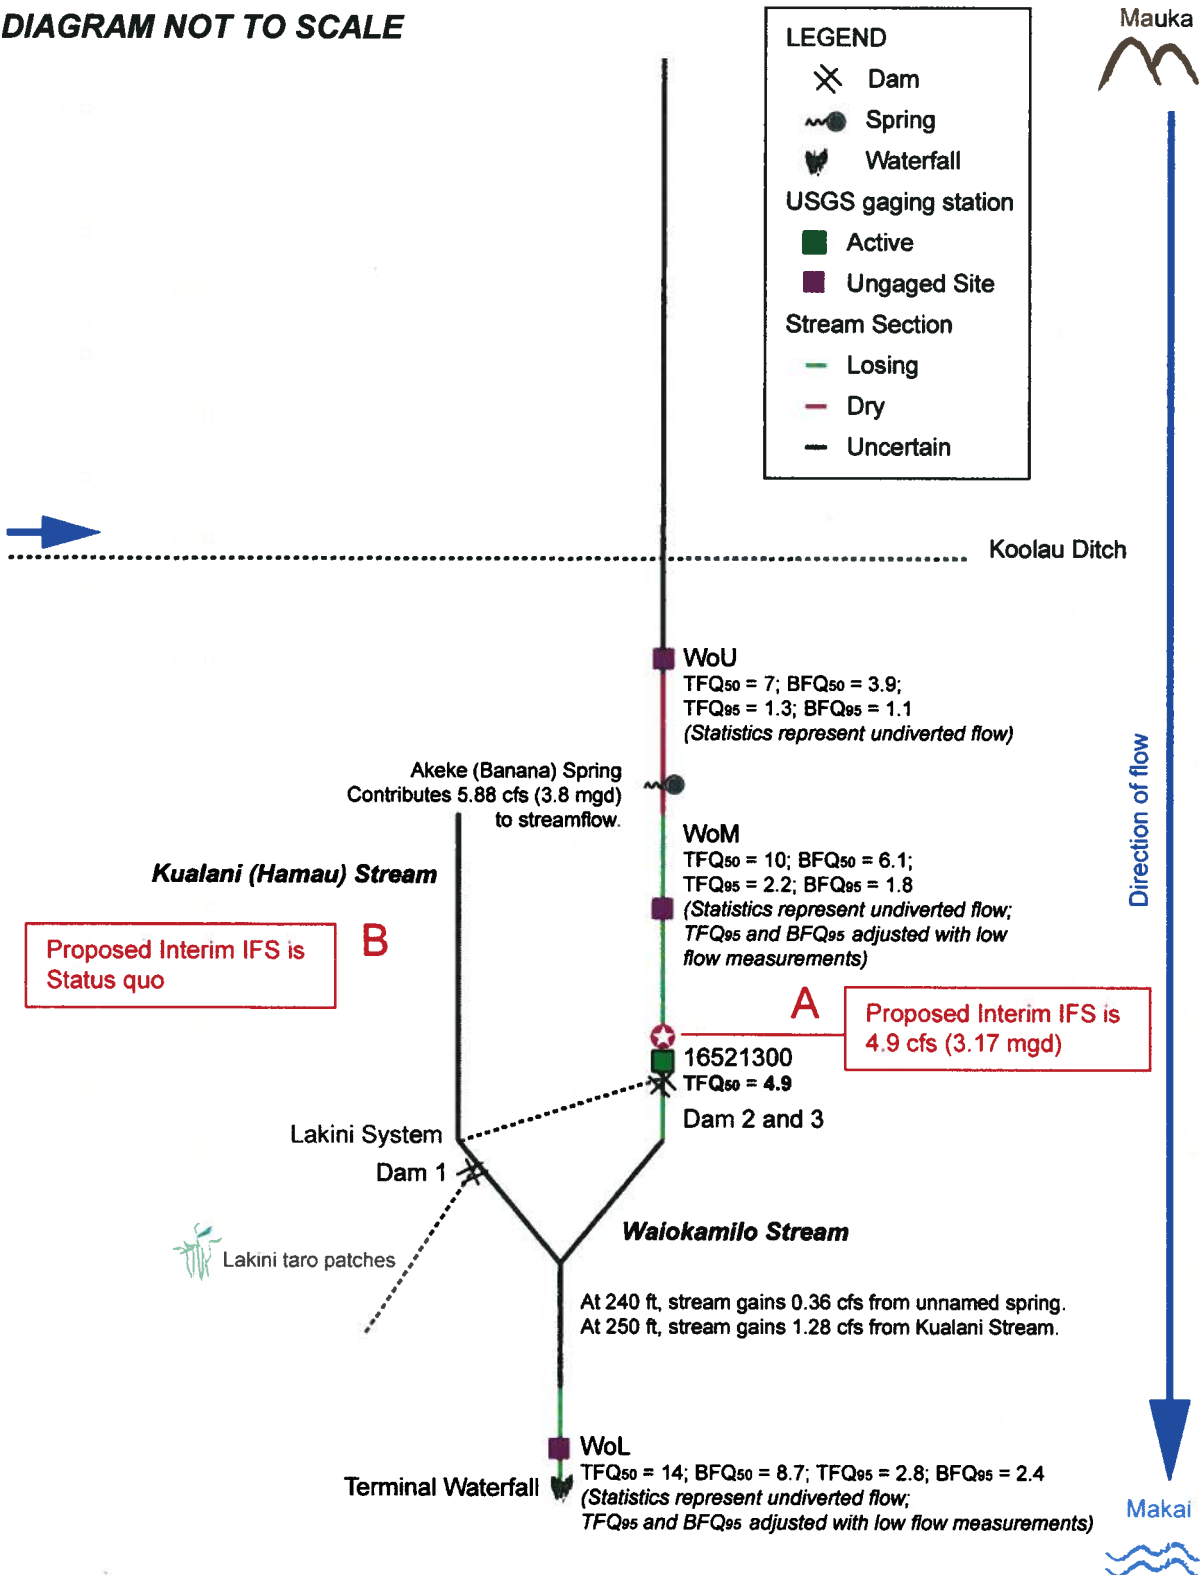 DIAGRAM NOT TO SCALE
Mauka
LEGEND
Dam
Spring
Waterfall
USGS gaging station
Active
Ungaged Site
Stream Section
Losing
Dry
Uncertain
Koolau Ditch
WoU
TFQ50 = 7; BFQ50 = 3.9;
TFQ95 = 1.3; BFQ95 = 1.1
(Statistics represent undiverted flow)
Akeke (Banana) Spring
Contributes 5.88 cfs (3.8 mgd)
to streamflow.
WoM
TFQ50 = 10; BFQ50 = 6.1;
TFQ95 = 2.2; BFQ95 = 1.8
(Statistics represent undiverted flow;
TFQ95 and BFQ95 adjusted with low
flow measurements)
Kualani (Hamau) Stream
B
Proposed Interim IFS is
Status quo
A
Proposed Interim IFS is
4.9 cfs (3.17 mgd)
16521300
TFQ50 = 4.9
Dam 2 and 3
Lakini System
Dam 1
Waiokamilo Stream
Lakini taro patches
At 240 ft, stream gains 0.36 cfs from unnamed spring.
At 250 ft, stream gains 1.28 cfs from Kualani Stream.
WoL
TFQ50 = 14; BFQ50 = 8.7; TFQ95 = 2.8; BFQ95 = 2.4
(Statistics represent undiverted flow;
TFQ95 and BFQ95 adjusted with low flow measurements)
Terminal Waterfall
Direction of flow
Makai